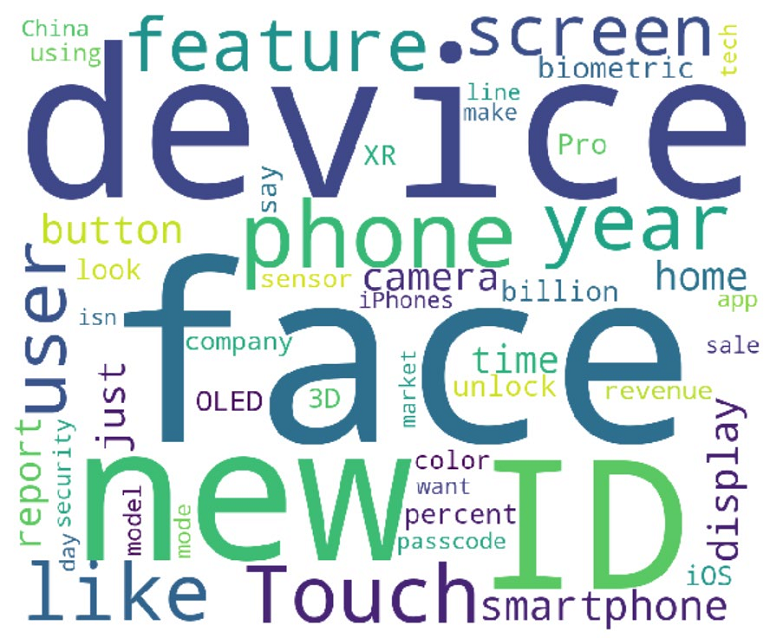 China
using
feature
screen
biometric
tech
device
line
make
XR
Pro
say
button
phone
year
look
sensor
camera
iPhones
billion
home
app
user
isn
face
company
time
unlock
revenue
sale
just
OLED
3D
market
report
security
day
new
model
mode
color
want
percent
passcode
ID
display
iOS
like
Touch
smartphone